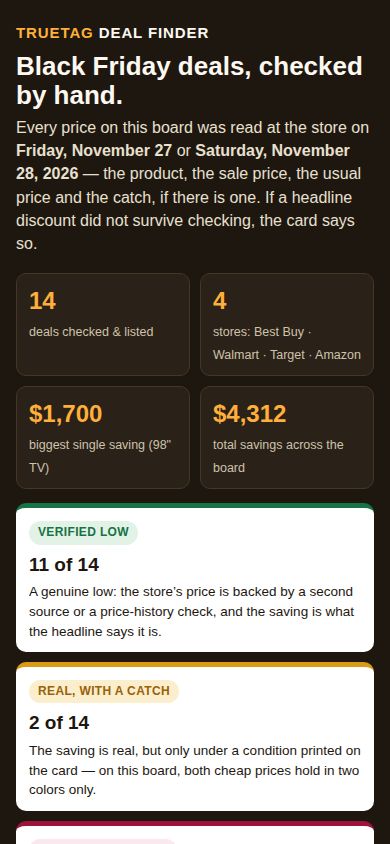 TRUETAG DEAL FINDER
Black Friday deals, checked
by hand.
Every price on this board was read at the store on
Friday, November 27 or Saturday, November
28, 2026 — the product, the sale price, the usual
price and the catch, if there is one. If a headline
discount did not survive checking, the card says
so.
14
deals checked & listed
4
stores: Best Buy ·
Walmart · Target · Amazon
$1,700
biggest single saving (98"
TV)
$4,312
total savings across the
board
VERIFIED LOW
11 of 14
A genuine low: the store’s price is backed by a second
source or a price-history check, and the saving is what
the headline says it is.
REAL, WITH A CATCH
2 of 14
The saving is real, but only under a condition printed on
the card — on this board, both cheap prices hold in two
colors only.